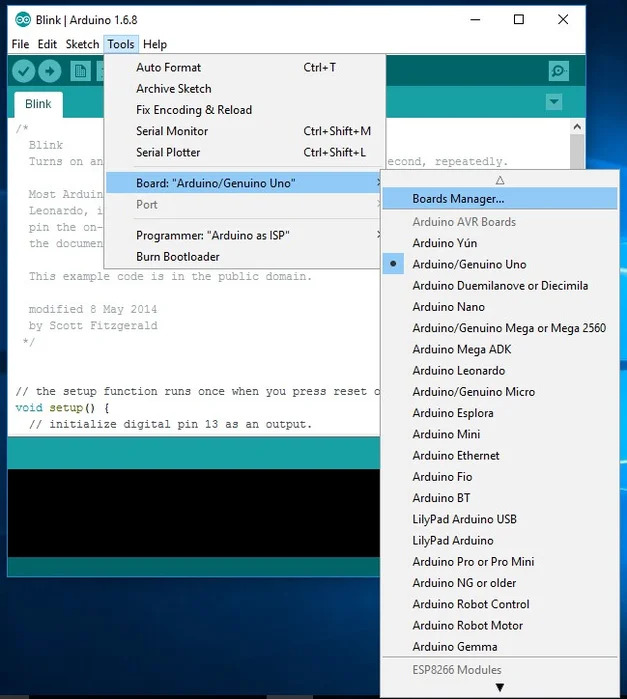 Blink | Arduino 1.6.8
File Edit Sketch Tools Help
Blink
Auto Format Ctrl+T
Archive Sketch
Fix Encoding & Reload
Serial Monitor Ctrl+Shift+M
Serial Plotter Ctrl+Shift+L
Board: "Arduino/Genuino Uno"
Port
Programmer: "Arduino as ISP"
Burn Bootloader
/*
Blink
Turns on an econd, repeatedly.
Most Arduin
Leonardo, i
pin the on-
the documen
This example code is in the public domain.
modified 8 May 2014
by Scott Fitzgerald
*/
// the setup function runs once when you press reset o
void setup() {
// initialize digital pin 13 as an output.
Boards Manager...
Arduino AVR Boards
Arduino Yún
Arduino/Genuino Uno
Arduino Duemilanove or Diecimila
Arduino Nano
Arduino/Genuino Mega or Mega 2560
Arduino Mega ADK
Arduino Leonardo
Arduino/Genuino Micro
Arduino Esplora
Arduino Mini
Arduino Ethernet
Arduino Fio
Arduino BT
LilyPad Arduino USB
LilyPad Arduino
Arduino Pro or Pro Mini
Arduino NG or older
Arduino Robot Control
Arduino Robot Motor
Arduino Gemma
ESP8266 Modules